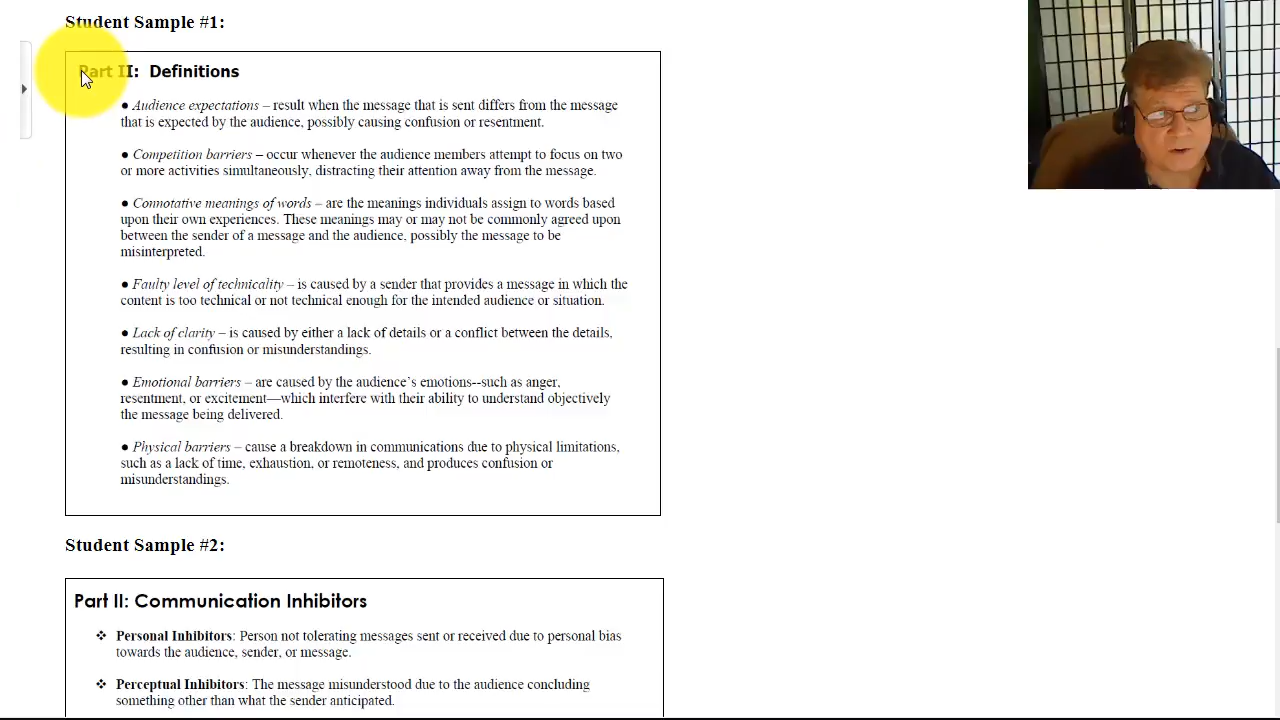 Student Sample #1:
Part II: Definitions
● Audience expectations – result when the message that is sent differs from the message
that is expected by the audience, possibly causing confusion or resentment.
● Competition barriers – occur whenever the audience members attempt to focus on two
or more activities simultaneously, distracting their attention away from the message.
● Connotative meanings of words – are the meanings individuals assign to words based
upon their own experiences. These meanings may or may not be commonly agreed upon
between the sender of a message and the audience, possibly the message to be
misinterpreted.
● Faulty level of technicality – is caused by a sender that provides a message in which the
content is too technical or not technical enough for the intended audience or situation.
● Lack of clarity – is caused by either a lack of details or a conflict between the details,
resulting in confusion or misunderstandings.
● Emotional barriers – are caused by the audience’s emotions--such as anger,
resentment, or excitement—which interfere with their ability to understand objectively
the message being delivered.
● Physical barriers – cause a breakdown in communications due to physical limitations,
such as a lack of time, exhaustion, or remoteness, and produces confusion or
misunderstandings.
Student Sample #2:
Part II: Communication Inhibitors
❖ Personal Inhibitors: Person not tolerating messages sent or received due to personal bias
towards the audience, sender, or message.
❖ Perceptual Inhibitors: The message misunderstood due to the audience concluding
something other than what the sender anticipated.